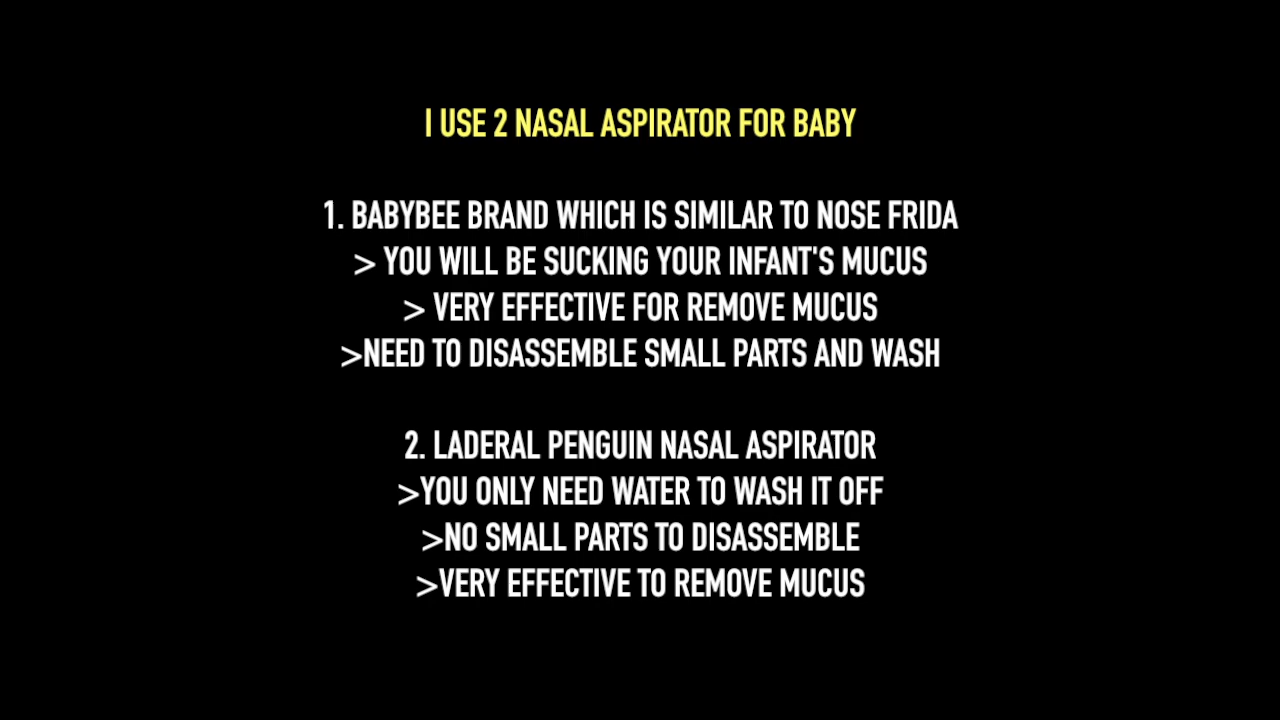 I USE 2 NASAL ASPIRATOR FOR BABY
1. BABYBEE BRAND WHICH IS SIMILAR TO NOSE FRIDA
> YOU WILL BE SUCKING YOUR INFANT'S MUCUS
> VERY EFFECTIVE FOR REMOVE MUCUS
>NEED TO DISASSEMBLE SMALL PARTS AND WASH
2. LADERAL PENGUIN NASAL ASPIRATOR
>YOU ONLY NEED WATER TO WASH IT OFF
>NO SMALL PARTS TO DISASSEMBLE
>VERY EFFECTIVE TO REMOVE MUCUS